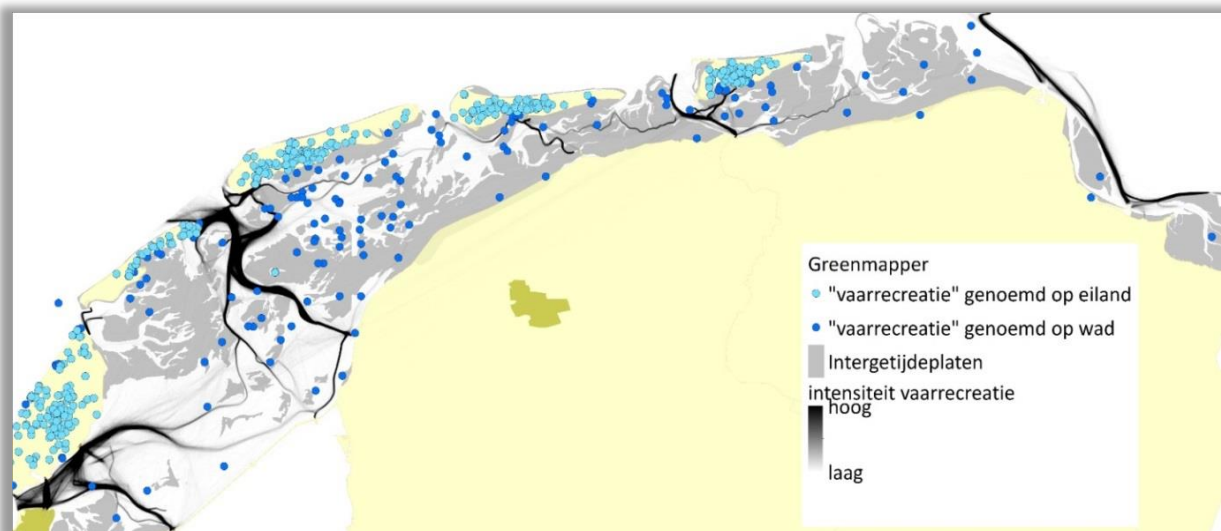 Greenmapper
"vaarrecreatie" genoemd op eiland
"vaarrecreatie" genoemd op wad
Intergetijdeplaten
intensiteit vaarrecreatie
hoog
laag